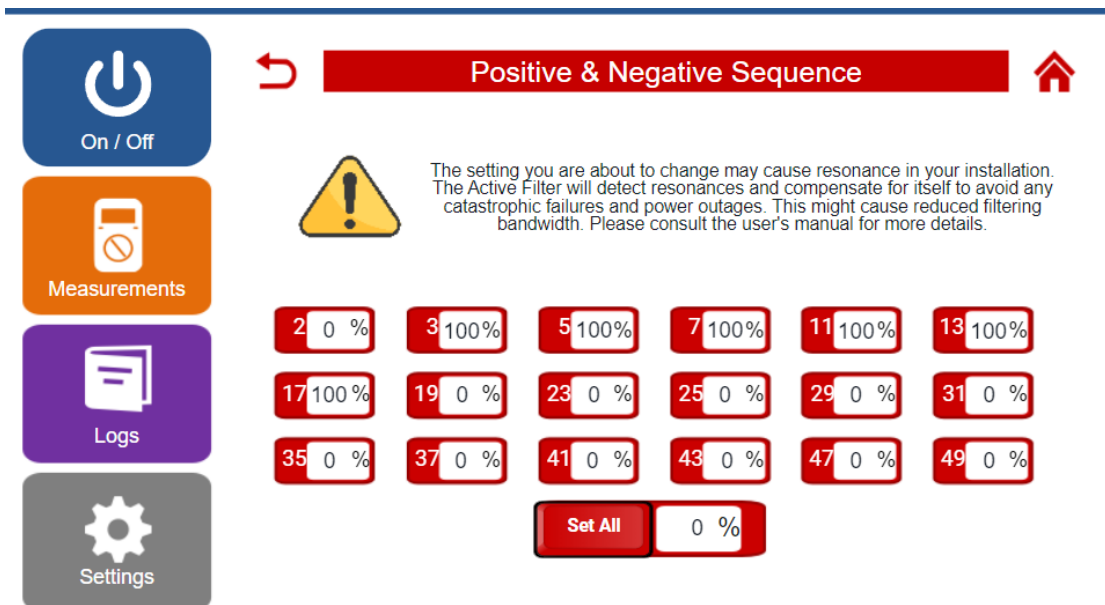 On / Off
Measurements
Logs
Settings
Positive & Negative Sequence
The setting you are about to change may cause resonance in your installation.
The Active Filter will detect resonances and compensate for itself to avoid any
catastrophic failures and power outages. This might cause reduced filtering
bandwidth. Please consult the user's manual for more details.
2 0 % 3 100% 5 100% 7 100% 11 100% 13 100%
17 100 % 19 0 % 23 0 % 25 0 % 29 0 % 31 0 %
35 0 % 37 0 % 41 0 % 43 0 % 47 0 % 49 0 %
Set All 0 %